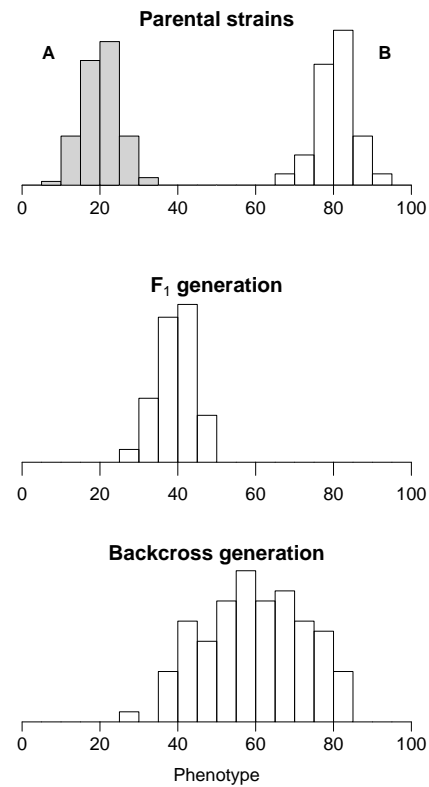 Parental strains
A B
0 20 40 60 80 100
F₁ generation
0 20 40 60 80 100
Backcross generation
0 20 40 60 80 100
Phenotype